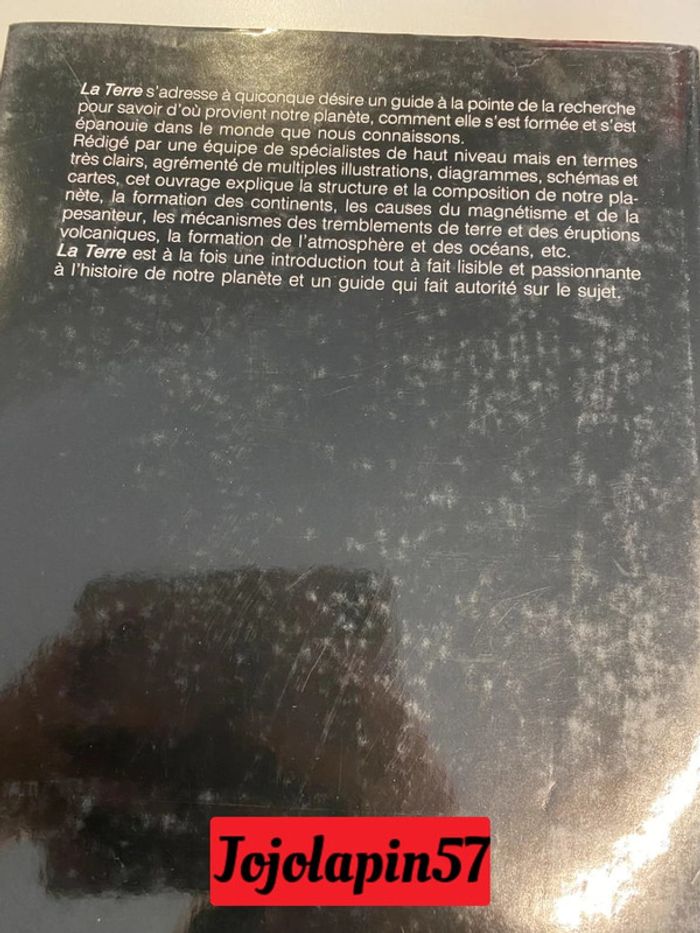 La Terre s'adresse à quiconque désire un guide à la pointe de la recherche
pour savoir d'où provient notre planète, comment elle s'est formée et s'est
épanouie dans le monde que nous connaissons.
Rédigé par une équipe de spécialistes de haut niveau mais en termes
très clairs, agrémenté de multiples illustrations, diagrammes, schémas et
cartes, cet ouvrage explique la structure et la composition de notre pla-
nète, la formation des continents, les causes du magnétisme et de la
pesanteur, les mécanismes des tremblements de terre et des éruptions
volcaniques, la formation de l'atmosphère et des océans, etc.
La Terre est à la fois une introduction tout à fait lisible et passionnante
à l'histoire de notre planète et un guide qui fait autorité sur le sujet.
Jojolapin57